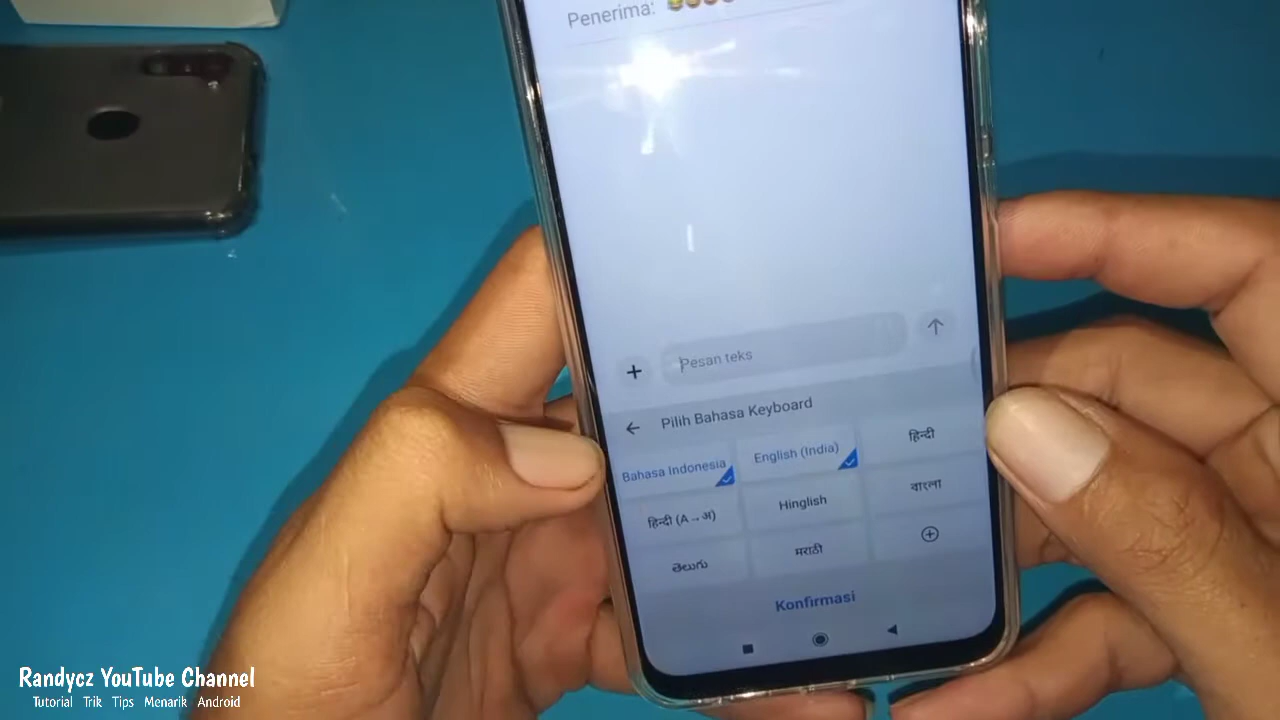 Penerima: 😂😂😂😂
+ Pesan teks ↑
← Pilih Bahasa Keyboard
Bahasa Indonesia English (India) हिन्दी
हिन्दी (A→अ) Hinglish বাংলা
తెలుగు मराठी
Konfirmasi
Randycz YouTube Channel
Tutorial Trik Tips Menarik Android